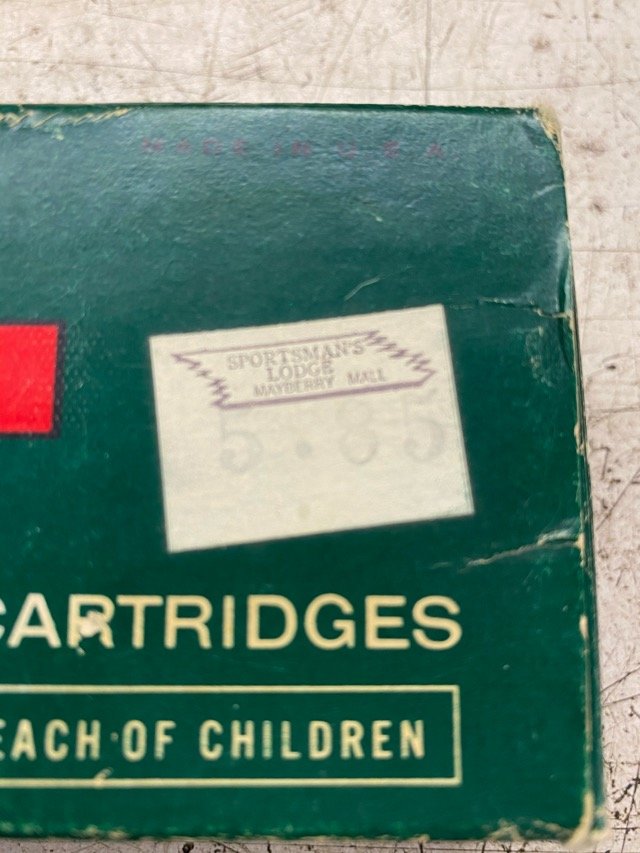 MADE IN U.S.A.
SPORTSMAN'S
LODGE
MAYBERRY MALL
5.85
CARTRIDGES
EACH OF CHILDREN